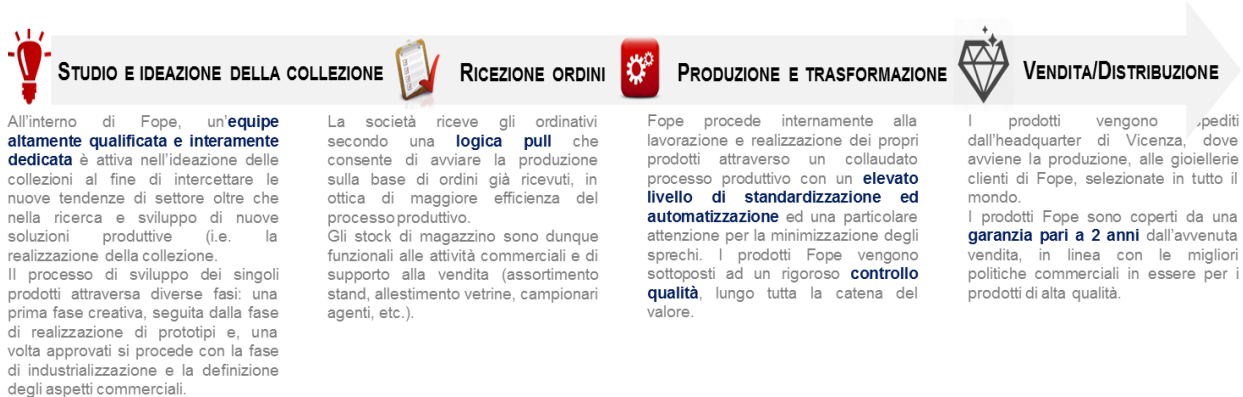 STUDIO E IDEAZIONE DELLA COLLEZIONE
All'interno di Fope, un'equipe
altamente qualificata e interamente
dedicata è attiva nell'ideazione delle
collezioni al fine di intercettare le
nuove tendenze di settore oltre che
nella ricerca e sviluppo di nuove
soluzioni produttive (i.e. la
realizzazione della collezione.
Il processo di sviluppo dei singoli
prodotti attraversa diverse fasi: una
prima fase creativa, seguita dalla fase
di realizzazione di prototipi e, una
volta approvati si procede con la fase
di industrializzazione e la definizione
degli aspetti commerciali.
RICEZIONE ORDINI
La società riceve gli ordinativi
secondo una logica pull che
consente di avviare la produzione
sulla base di ordini già ricevuti, in
ottica di maggiore efficienza del
processo produttivo.
Gli stock di magazzino sono dunque
funzionali alle attività commerciali e di
supporto alla vendita (assortimento
stand, allestimento vetrine, campionari
agenti, etc.).
PRODUZIONE E TRASFORMAZIONE
Fope procede internamente alla
lavorazione e realizzazione dei propri
prodotti attraverso un collaudato
processo produttivo con un elevato
livello di standardizzazione ed
automatizzazione ed una particolare
attenzione per la minimizzazione degli
sprechi. I prodotti Fope vengono
sottoposti ad un rigoroso controllo
qualità, lungo tutta la catena del
valore.
VENDITA/DISTRIBUZIONE
I prodotti vengono pediti
dall'headquarter di Vicenza, dove
avviene la produzione, alle gioiellerie
clienti di Fope, selezionate in tutto il
mondo.
I prodotti Fope sono coperti da una
garanzia pari a 2 anni dall'avvenuta
vendita, in linea con le migliori
politiche commerciali in essere per i
prodotti di alta qualità.